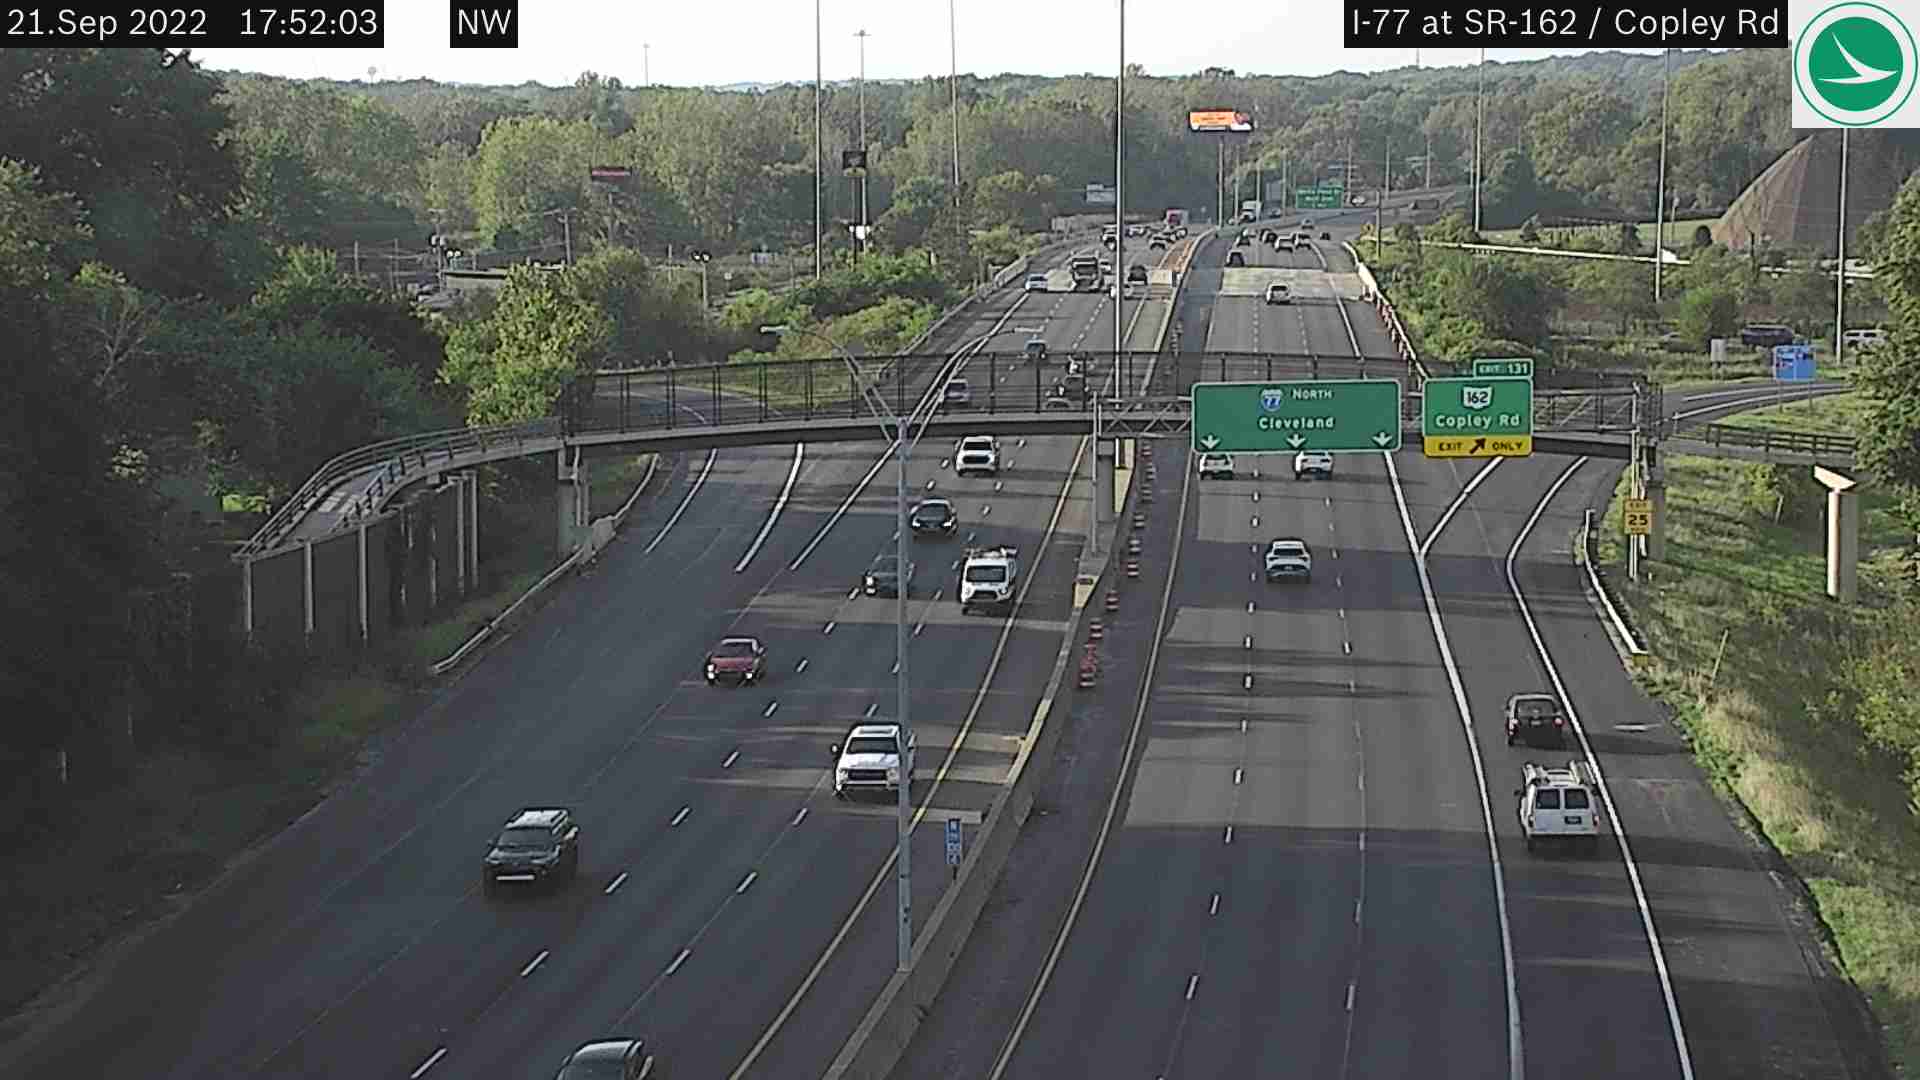 21.Sep 2022 17:52:03
NW
I-77 at SR-162 / Copley Rd
EXIT 131
77 NORTH
Cleveland
162
Copley Rd
EXIT ONLY
EXIT
25